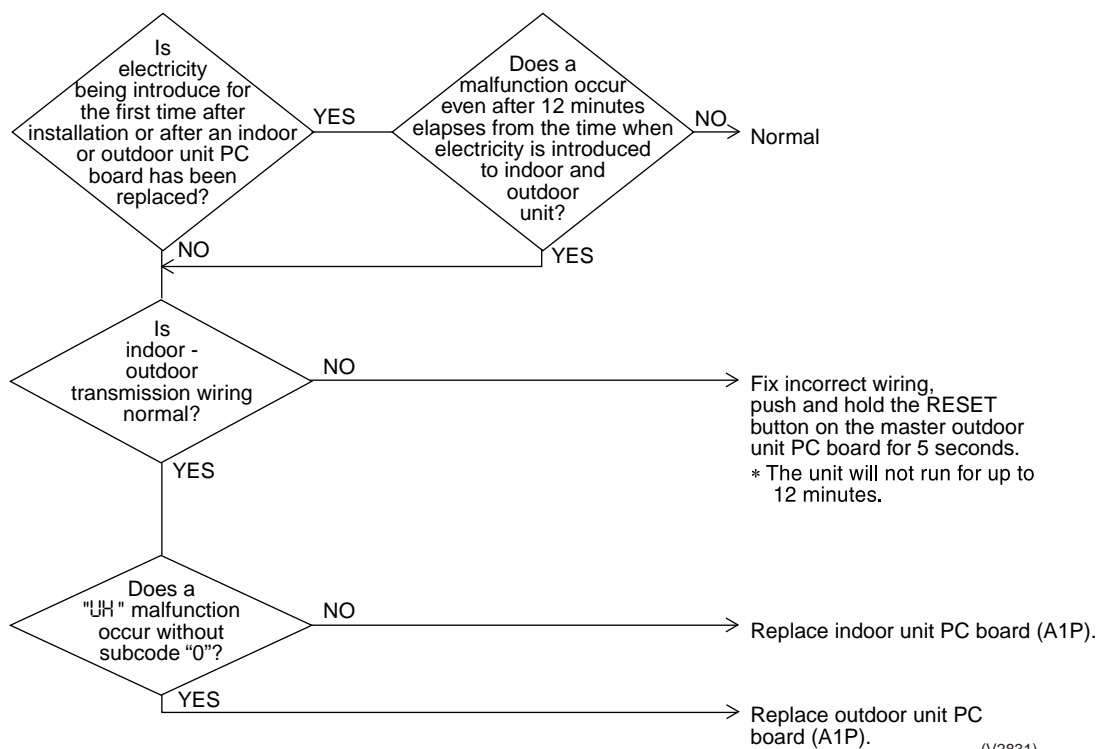 Is
electricity
being introduce for
the first time after
installation or after an indoor
or outdoor unit PC
board has been
replaced?
YES
Does a
malfunction occur
even after 12 minutes
elapses from the time when
electricity is introduced
to indoor and
outdoor
unit?
NO
Normal
NO
YES
Is
indoor -
outdoor
transmission wiring
normal?
NO
Fix incorrect wiring,
push and hold the RESET
button on the master outdoor
unit PC board for 5 seconds.
* The unit will not run for up to
12 minutes.
YES
Does a
"UH" malfunction
occur without
subcode “0”?
NO
Replace indoor unit PC board (A1P).
YES
Replace outdoor unit PC
board (A1P).
(V2831)